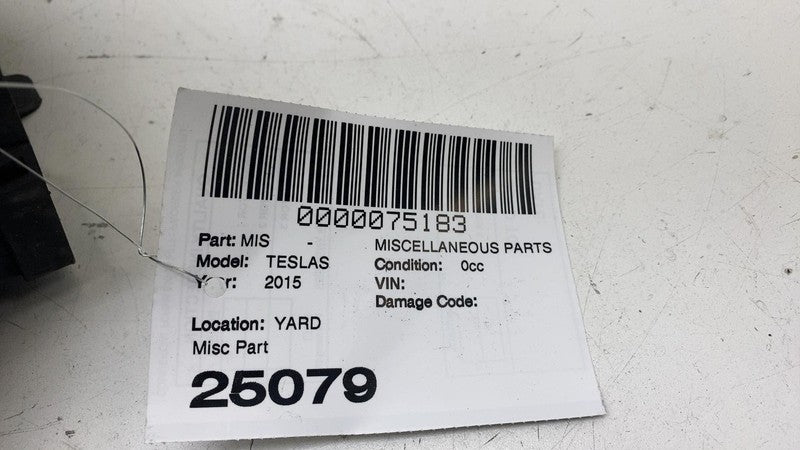 0000075183
Part: MIS - MISCELLANEOUS PARTS
Model: TESLAS Condition: 0cc
Year: 2015 VIN:
Damage Code:
Location: YARD
Misc Part
25079